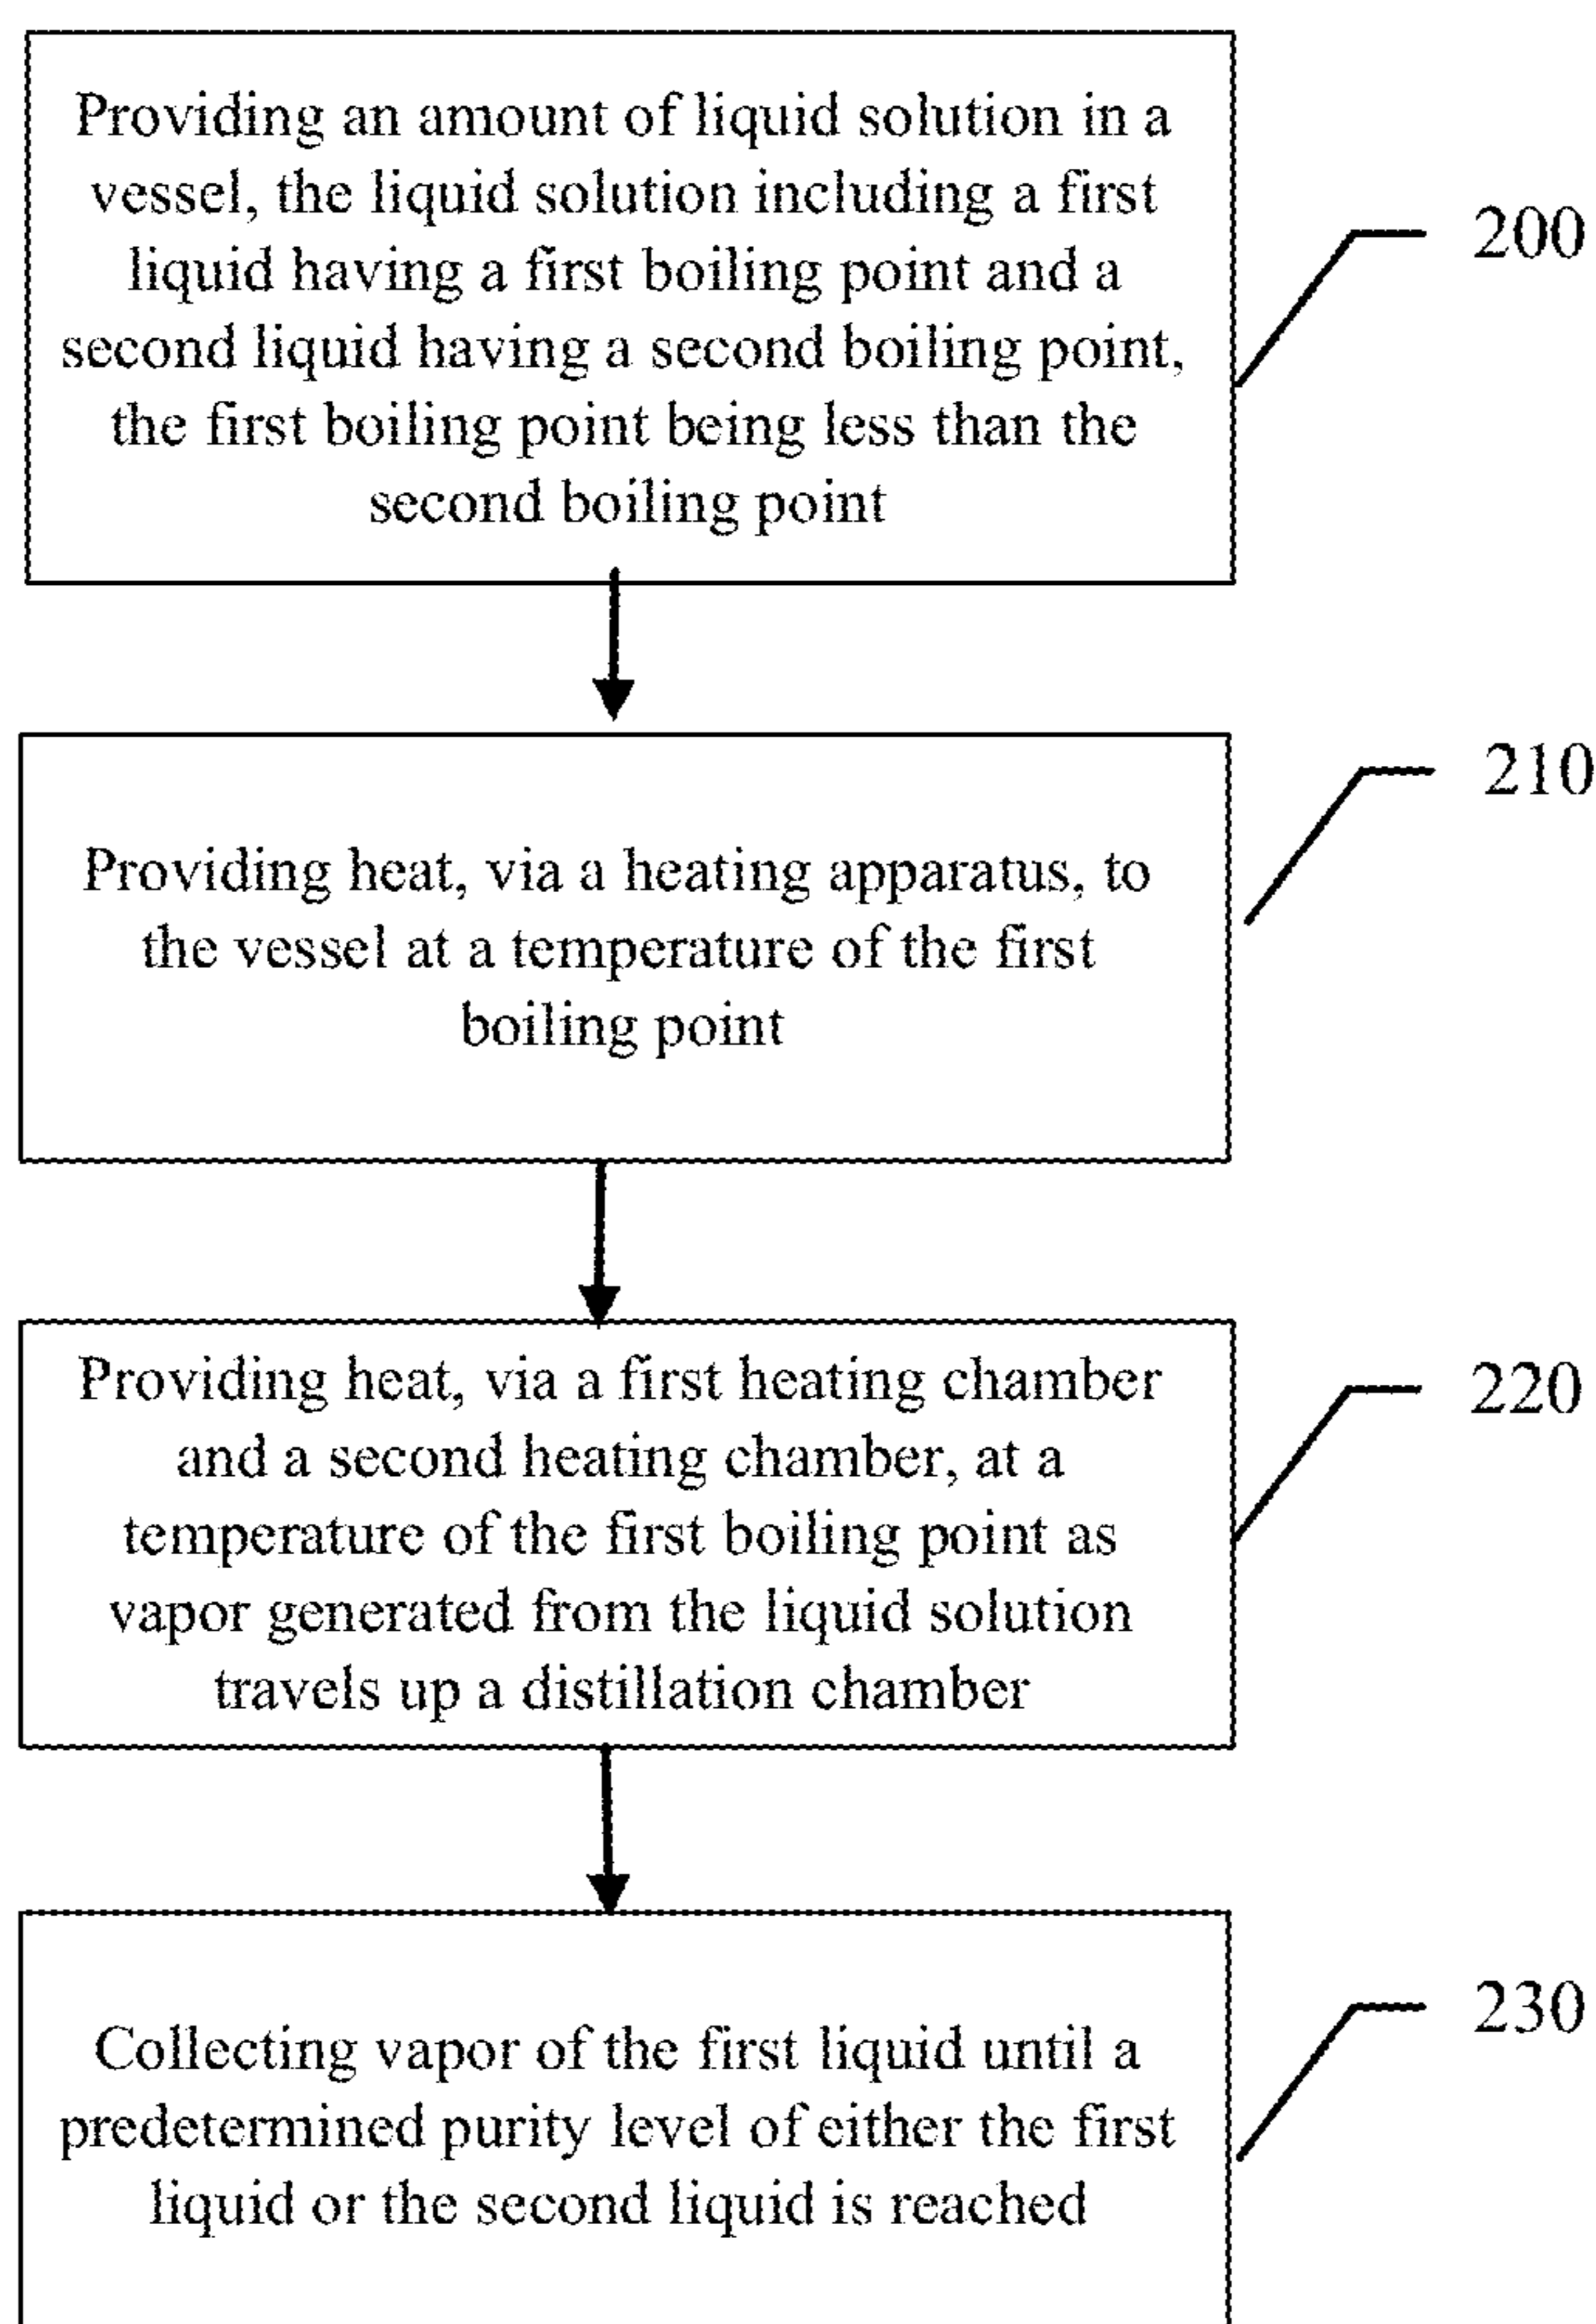 Providing an amount of liquid solution in a
vessel, the liquid solution including a first
liquid having a first boiling point and a
second liquid having a second boiling point,
the first boiling point being less than the
second boiling point
200
Providing heat, via a heating apparatus, to
the vessel at a temperature of the first
boiling point
210
Providing heat, via a first heating chamber
and a second heating chamber, at a
temperature of the first boiling point as
vapor generated from the liquid solution
travels up a distillation chamber
220
Collecting vapor of the first liquid until a
predetermined purity level of either the first
liquid or the second liquid is reached
230